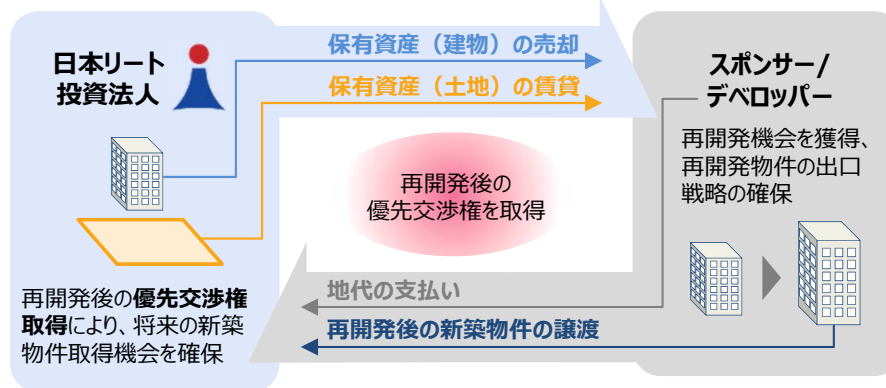 日本リート
投資法人
保有資産（建物）の売却
保有資産（土地）の賃貸
スポンサー/
デベロッパー
再開発機会を獲得、
再開発物件の出口
戦略の確保
再開発後の
優先交渉権を取得
地代の支払い
再開発後の新築物件の譲渡
再開発後の優先交渉権
取得により、将来の新築
物件取得機会を確保